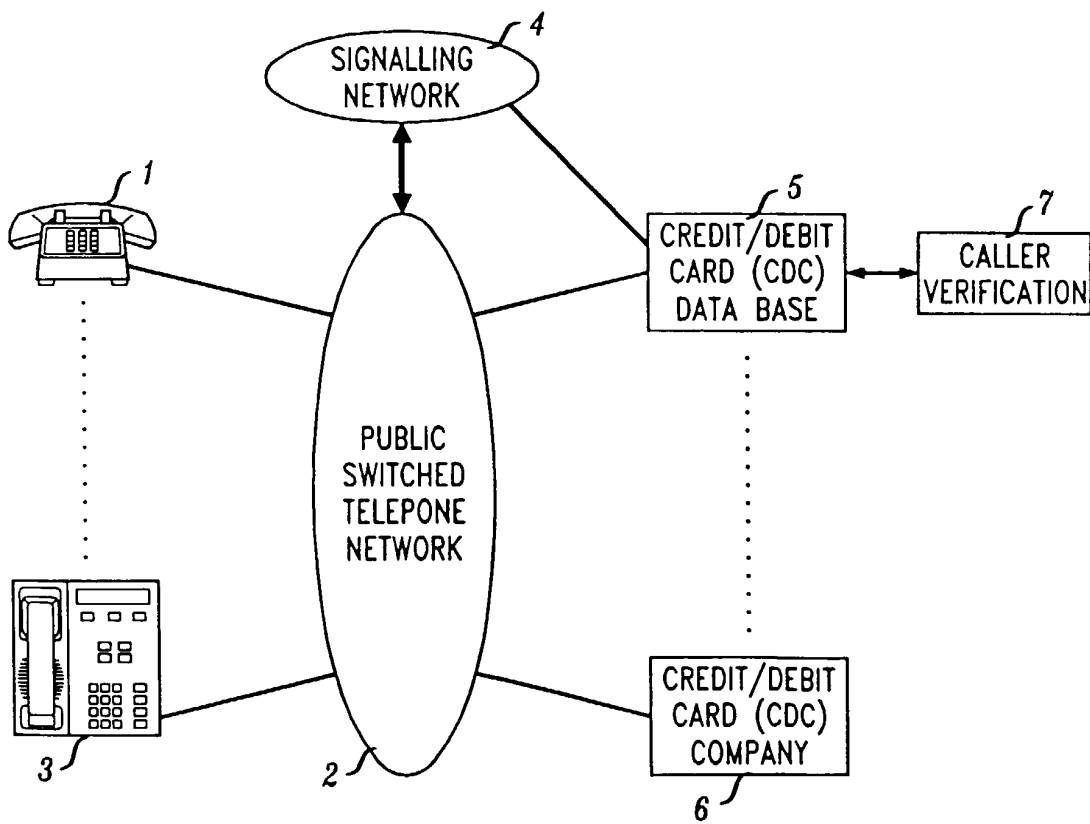 4
SIGNALLING
NETWORK
1
5
CREDIT/DEBIT
CARD (CDC)
DATA BASE
7
CALLER
VERIFICATION
PUBLIC
SWITCHED
TELEPONE
NETWORK
3
2
CREDIT/DEBIT
CARD (CDC)
COMPANY
6